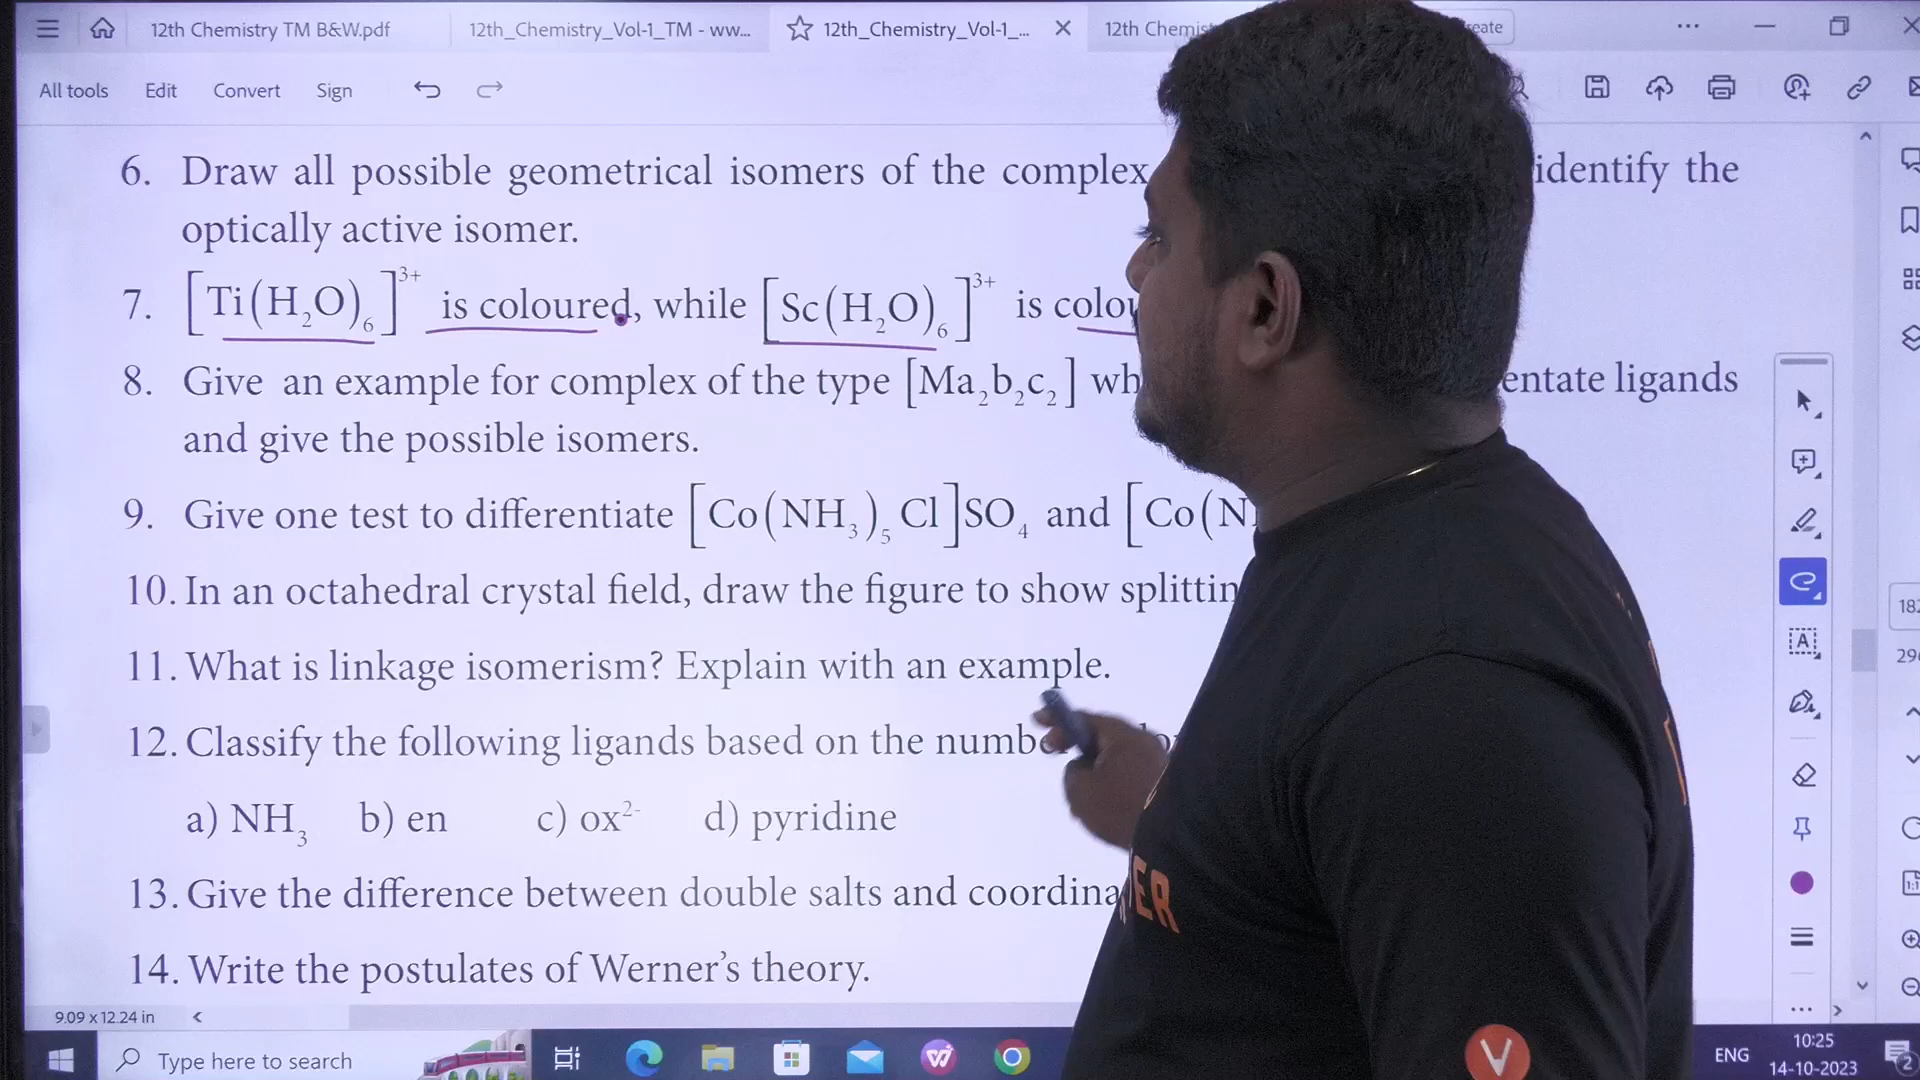 12th Chemistry TM B&W.pdf
12th_Chemistry_Vol-1_TM - ww...
12th_Chemistry_Vol-1_...
12th Chemist
eate
All tools
Edit
Convert
Sign
6. Draw all possible geometrical isomers of the complex identify the
optically active isomer.
7. [Ti(H₂O)₆]³⁺ is coloured, while [Sc(H₂O)₆]³⁺ is colou
8. Give an example for complex of the type [Ma₂b₂c₂] wh entate ligands
and give the possible isomers.
9. Give one test to differentiate [Co(NH₃)₅Cl]SO₄ and [Co(N
10. In an octahedral crystal field, draw the figure to show splittin
11. What is linkage isomerism? Explain with an example.
12. Classify the following ligands based on the numbe
a) NH₃ b) en c) ox²⁻ d) pyridine
13. Give the difference between double salts and coordina
14. Write the postulates of Werner’s theory.
ER
9.09 x 12.24 in
Type here to search
V
ENG
10:25
14-10-2023
2